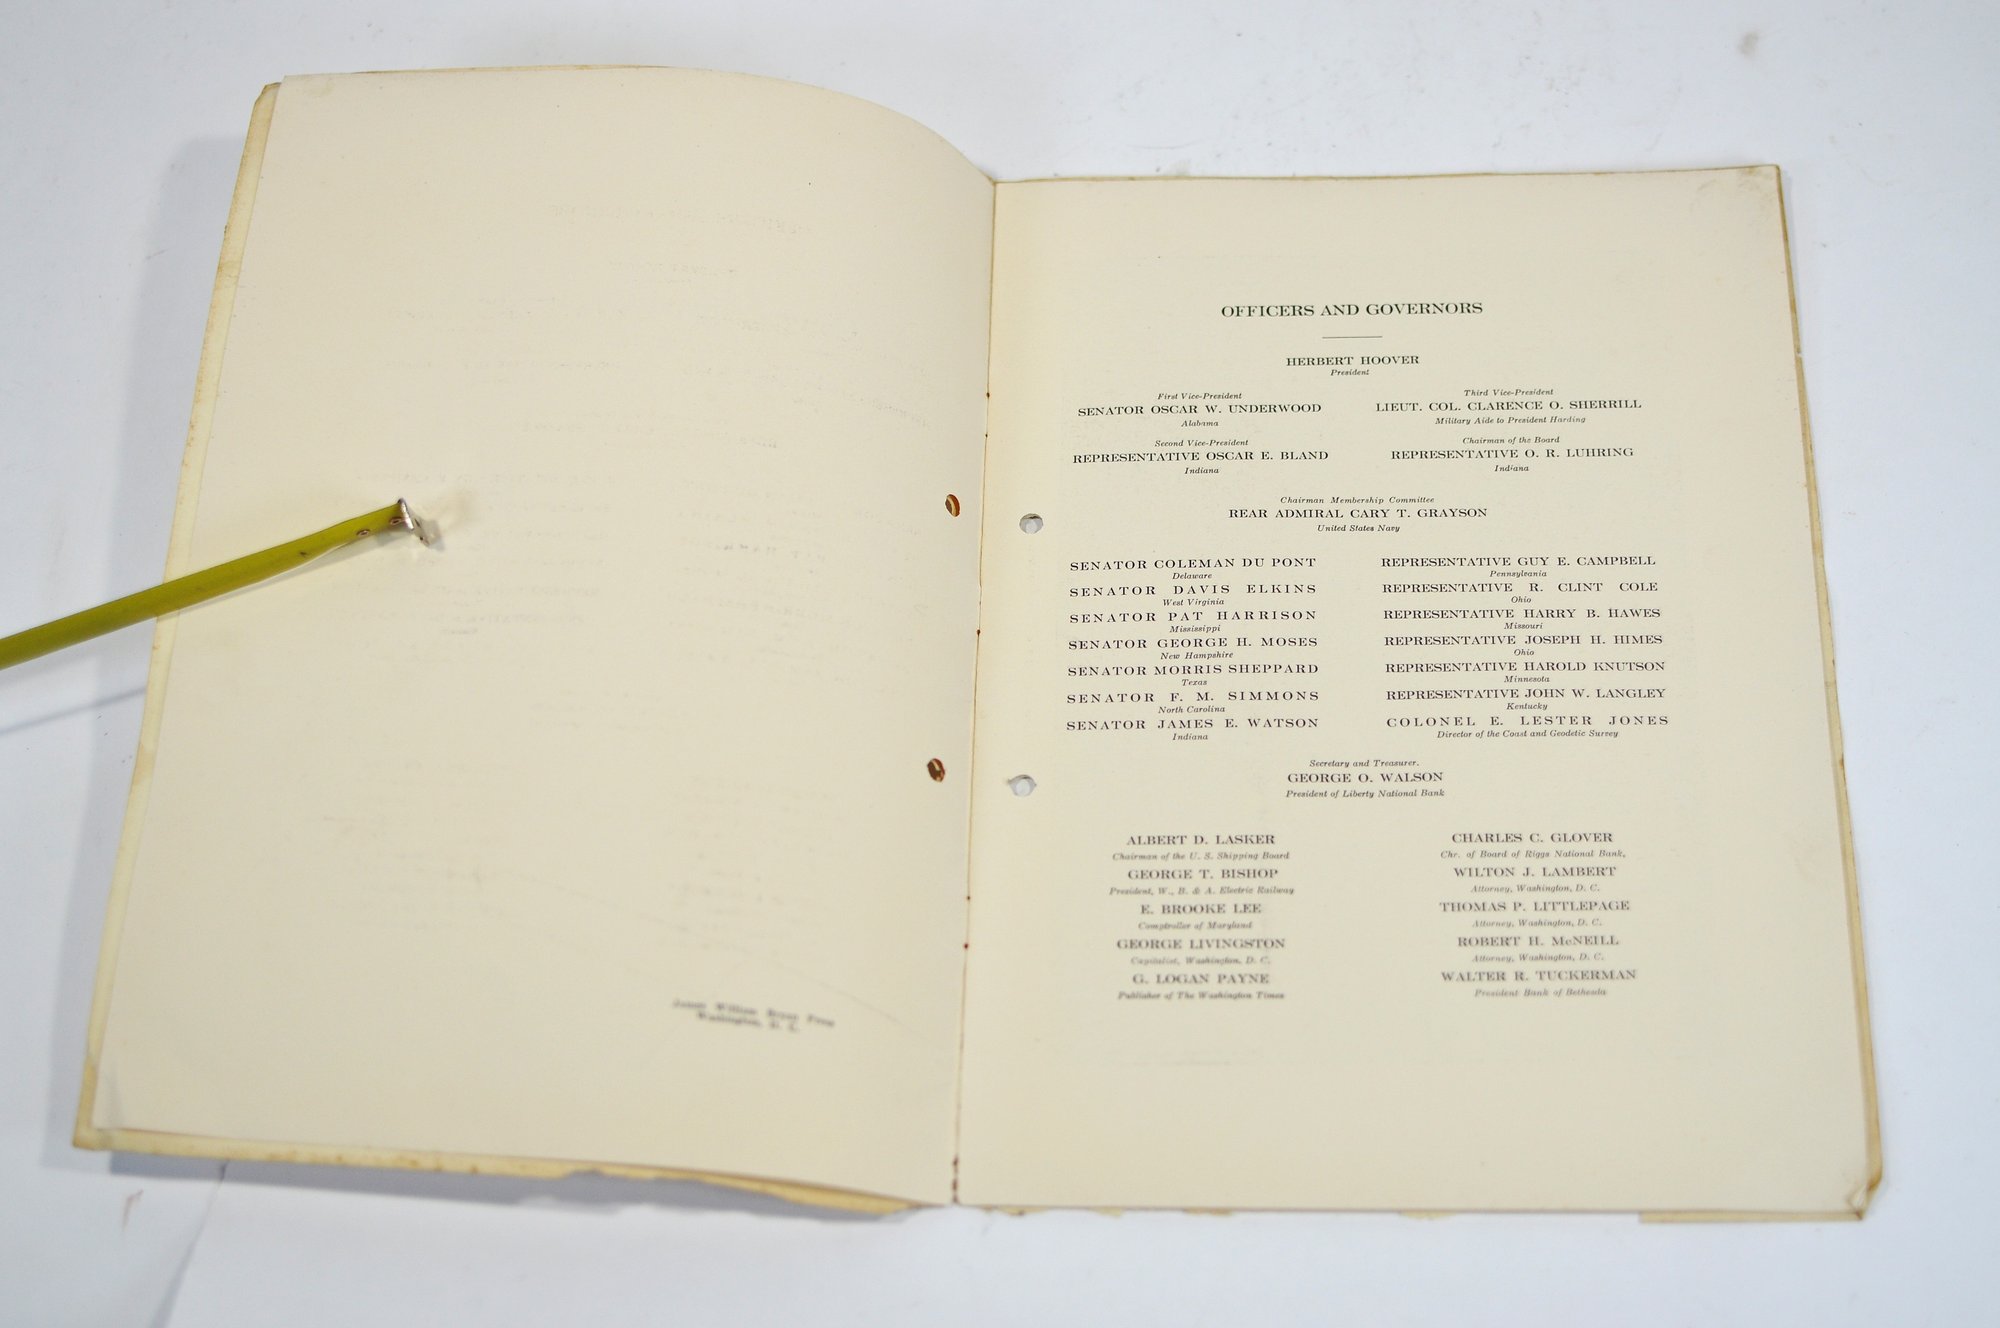 James William Bryan Press
Washington, D. C.
OFFICERS AND GOVERNORS
HERBERT HOOVER
President
First Vice-President
SENATOR OSCAR W. UNDERWOOD
Alabama
Third Vice-President
LIEUT. COL. CLARENCE O. SHERRILL
Military Aide to President Harding
Second Vice-President
REPRESENTATIVE OSCAR E. BLAND
Indiana
Chairman of the Board
REPRESENTATIVE O. R. LUHRING
Indiana
Chairman Membership Committee
REAR ADMIRAL CARY T. GRAYSON
United States Navy
SENATOR COLEMAN DU PONT
Delaware
SENATOR DAVIS ELKINS
West Virginia
SENATOR PAT HARRISON
Mississippi
SENATOR GEORGE H. MOSES
New Hampshire
SENATOR MORRIS SHEPPARD
Texas
SENATOR F. M. SIMMONS
North Carolina
SENATOR JAMES E. WATSON
Indiana
REPRESENTATIVE GUY E. CAMPBELL
Pennsylvania
REPRESENTATIVE R. CLINT COLE
Ohio
REPRESENTATIVE HARRY B. HAWES
Missouri
REPRESENTATIVE JOSEPH H. HIMES
Ohio
REPRESENTATIVE HAROLD KNUTSON
Minnesota
REPRESENTATIVE JOHN W. LANGLEY
Kentucky
COLONEL E. LESTER JONES
Director of the Coast and Geodetic Survey
Secretary and Treasurer.
GEORGE O. WALSON
President of Liberty National Bank
ALBERT D. LASKER
Chairman of the U. S. Shipping Board
GEORGE T. BISHOP
President, W., B. & A. Electric Railway
E. BROOKE LEE
Comptroller of Maryland
GEORGE LIVINGSTON
Capitalist, Washington, D. C.
G. LOGAN PAYNE
Publisher of The Washington Times
CHARLES C. GLOVER
Chr. of Board of Riggs National Bank,
WILTON J. LAMBERT
Attorney, Washington, D. C.
THOMAS P. LITTLEPAGE
Attorney, Washington, D. C.
ROBERT H. McNEILL
Attorney, Washington, D. C.
WALTER R. TUCKERMAN
President Bank of Bethesda